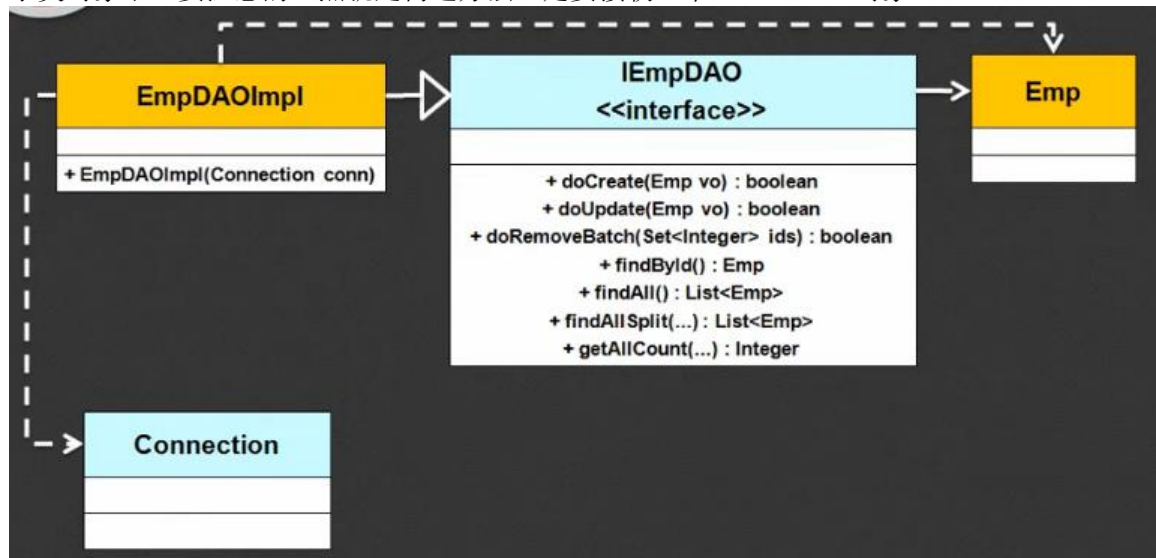 EmpDAOImpl
+ EmpDAOImpl(Connection conn)
IEmpDAO
<<interface>>
+ doCreate(Emp vo) : boolean
+ doUpdate(Emp vo) : boolean
+ doRemoveBatch(Set<Integer> ids) : boolean
+ findById() : Emp
+ findAll() : List<Emp>
+ findAllSplit(...) : List<Emp>
+ getAllCount(...) : Integer
Emp
Connection